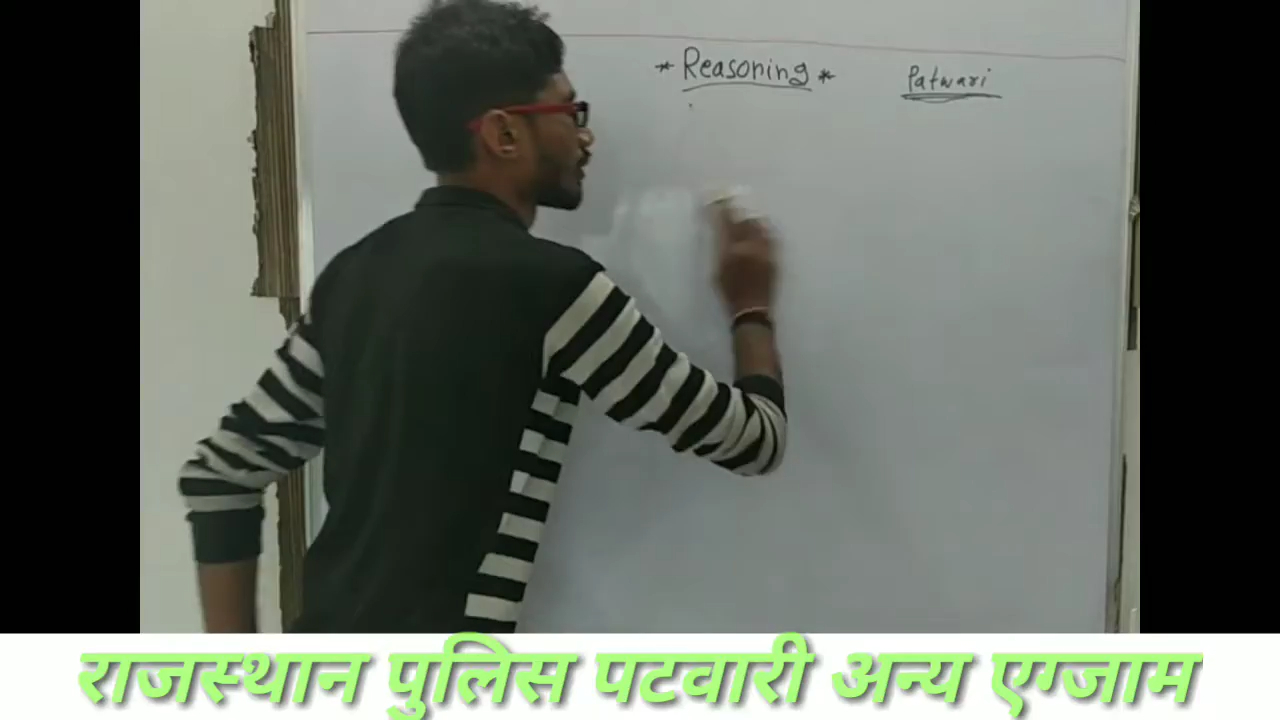 * Reasoning *
Patwari
राजस्थान पुलिस पटवारी अन्य एग्जाम